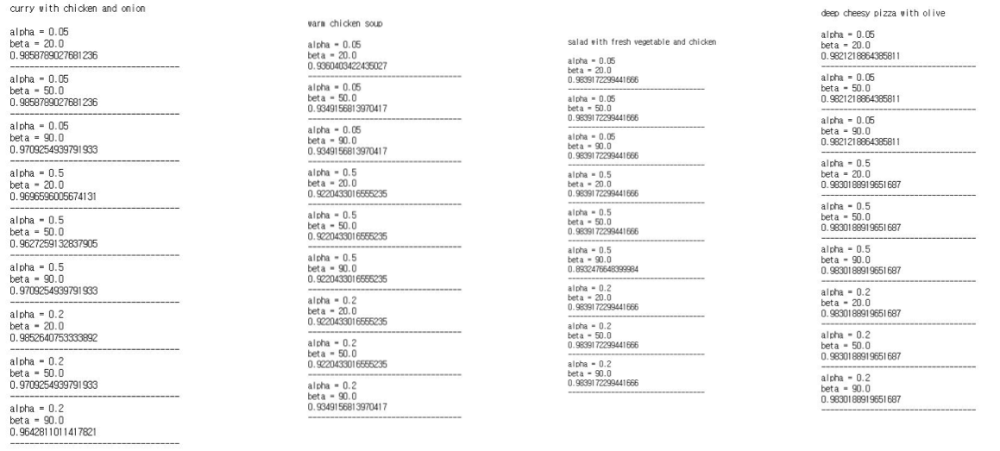 curry with chicken and onion
alpha = 0.05
beta = 20.0
0.9858789027681236
--------------------------------
alpha = 0.05
beta = 50.0
0.9858789027681236
--------------------------------
alpha = 0.05
beta = 90.0
0.9709254939791933
--------------------------------
alpha = 0.5
beta = 20.0
0.9696596005674131
--------------------------------
alpha = 0.5
beta = 50.0
0.9627259132837905
--------------------------------
alpha = 0.5
beta = 90.0
0.9709254939791933
--------------------------------
alpha = 0.2
beta = 20.0
0.9852640753333892
--------------------------------
alpha = 0.2
beta = 50.0
0.9709254939791933
--------------------------------
alpha = 0.2
beta = 90.0
0.9642811011417821
--------------------------------
warm chicken soup
alpha = 0.05
beta = 20.0
0.9360403422435027
--------------------------------
alpha = 0.05
beta = 50.0
0.9349156813970417
--------------------------------
alpha = 0.05
beta = 90.0
0.9349156813970417
--------------------------------
alpha = 0.5
beta = 20.0
0.9220433016555235
--------------------------------
alpha = 0.5
beta = 50.0
0.9220433016555235
--------------------------------
alpha = 0.5
beta = 90.0
0.9220433016555235
--------------------------------
alpha = 0.2
beta = 20.0
0.9220433016555235
--------------------------------
alpha = 0.2
beta = 50.0
0.9220433016555235
--------------------------------
alpha = 0.2
beta = 90.0
0.9349156813970417
--------------------------------
salad with fresh vegetable and chicken
alpha = 0.05
beta = 20.0
0.9839172299441666
--------------------------------
alpha = 0.05
beta = 50.0
0.9839172299441666
--------------------------------
alpha = 0.05
beta = 90.0
0.9839172299441666
--------------------------------
alpha = 0.5
beta = 20.0
0.9839172299441666
--------------------------------
alpha = 0.5
beta = 50.0
0.9839172299441666
--------------------------------
alpha = 0.5
beta = 90.0
0.8932476648399984
--------------------------------
alpha = 0.2
beta = 20.0
0.9839172299441666
--------------------------------
alpha = 0.2
beta = 50.0
0.9839172299441666
--------------------------------
alpha = 0.2
beta = 90.0
0.9839172299441666
--------------------------------
deep cheesy pizza with olive
alpha = 0.05
beta = 20.0
0.9821218864385811
--------------------------------
alpha = 0.05
beta = 50.0
0.9821218864385811
--------------------------------
alpha = 0.05
beta = 90.0
0.9821218864385811
--------------------------------
alpha = 0.5
beta = 20.0
0.9830188919651687
--------------------------------
alpha = 0.5
beta = 50.0
0.9830188919651687
--------------------------------
alpha = 0.5
beta = 90.0
0.9830188919651687
--------------------------------
alpha = 0.2
beta = 20.0
0.9830188919651687
--------------------------------
alpha = 0.2
beta = 50.0
0.9830188919651687
--------------------------------
alpha = 0.2
beta = 90.0
0.9830188919651687
--------------------------------